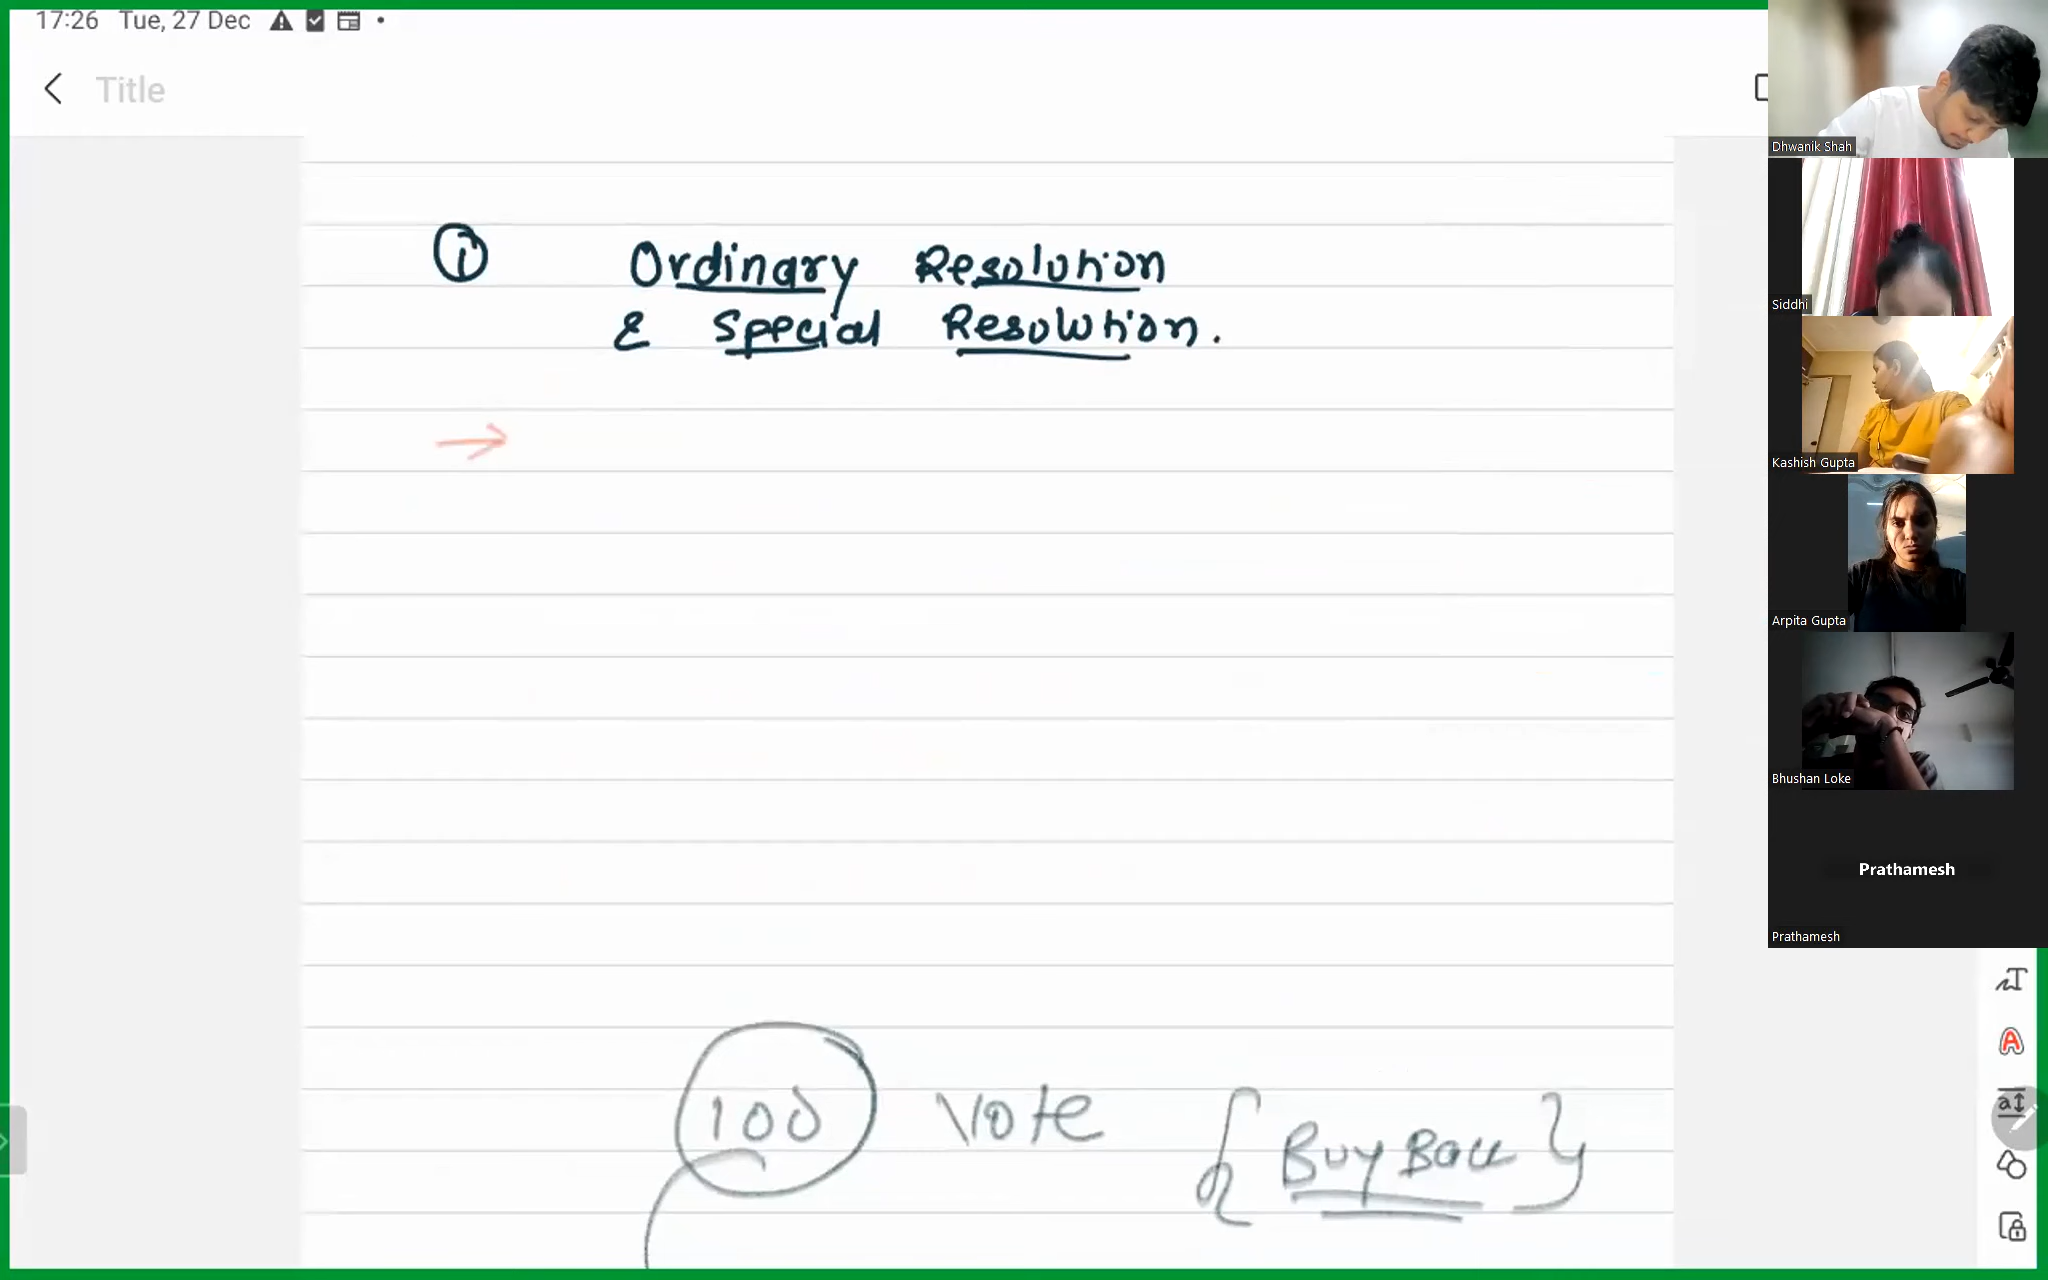 17:26 Tue, 27 Dec
Title
① Ordinary Resolution
& Special Resolution.
→
100 Vote { Buy Back }
Dhwanik Shah
Siddhi
Kashish Gupta
Arpita Gupta
Bhushan Loke
Prathamesh
Prathamesh
T
A
a